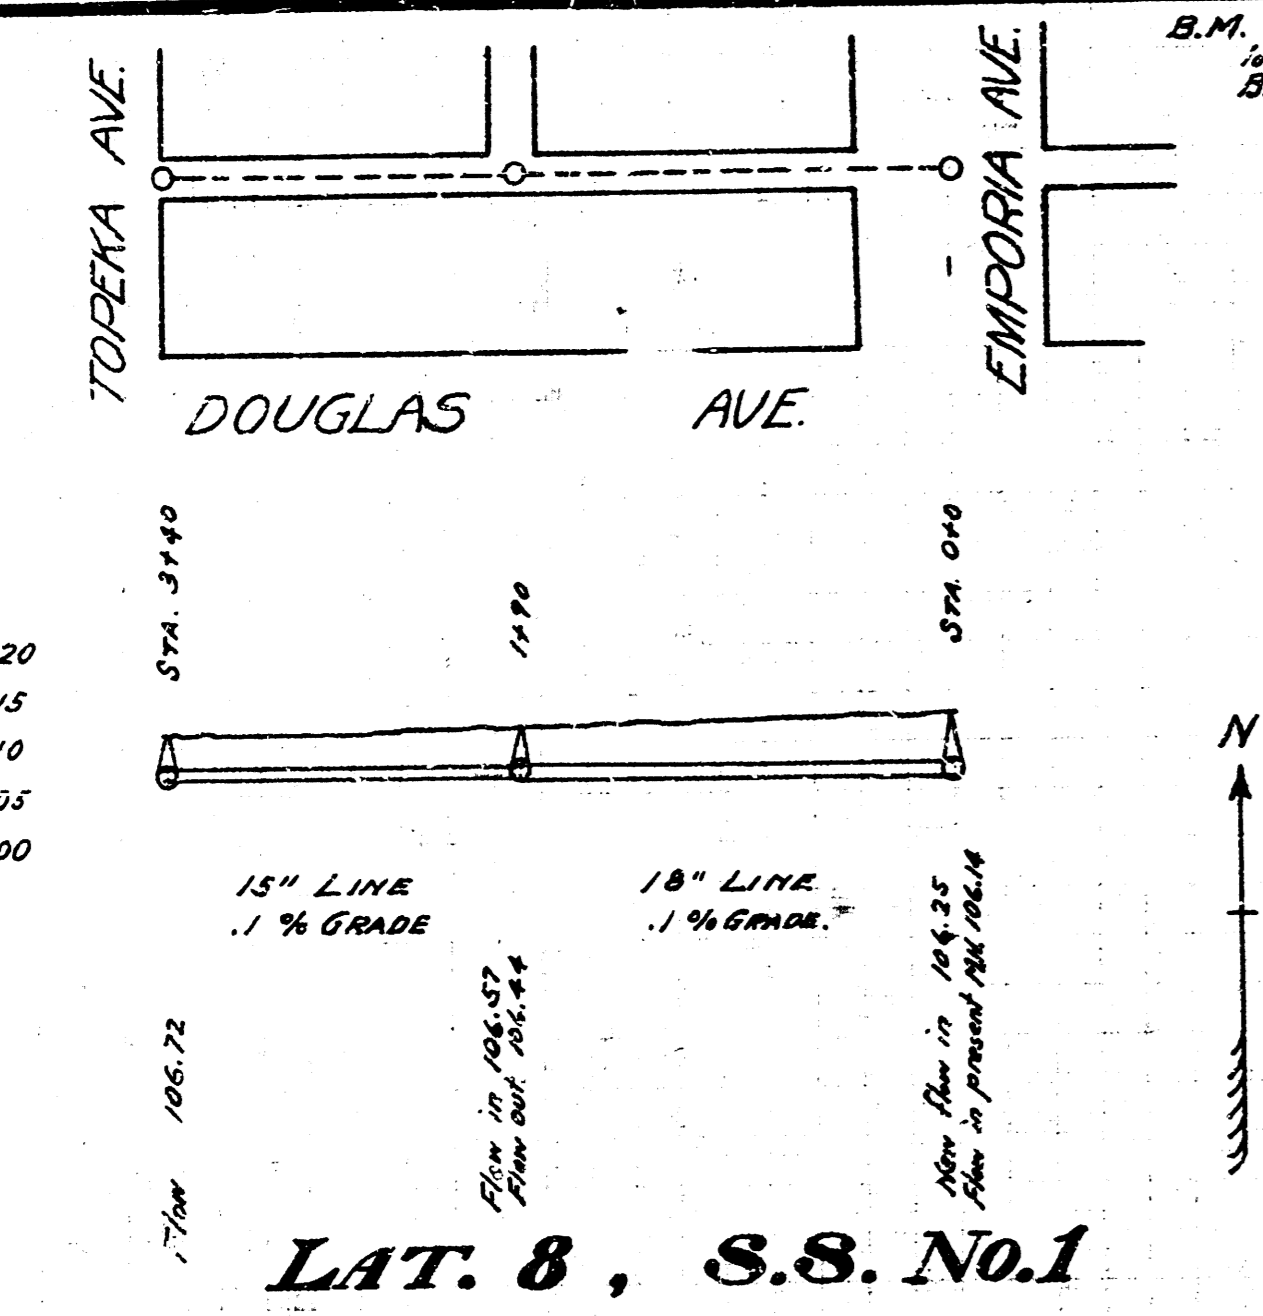 B.M.
TOPEKA AVE.
EMPORIA AVE.
DOUGLAS AVE.
STA. 3+40
1+90
STA. 0+0
20
15
10
05
00
N
15" LINE
.1 % GRADE
18" LINE
.1 % GRADE.
Flow 106.72
Flow in 106.57
Flow out 106.44
New flow in 106.25
Flow in present M.H. 106.14
LAT. 8, S.S. No.1